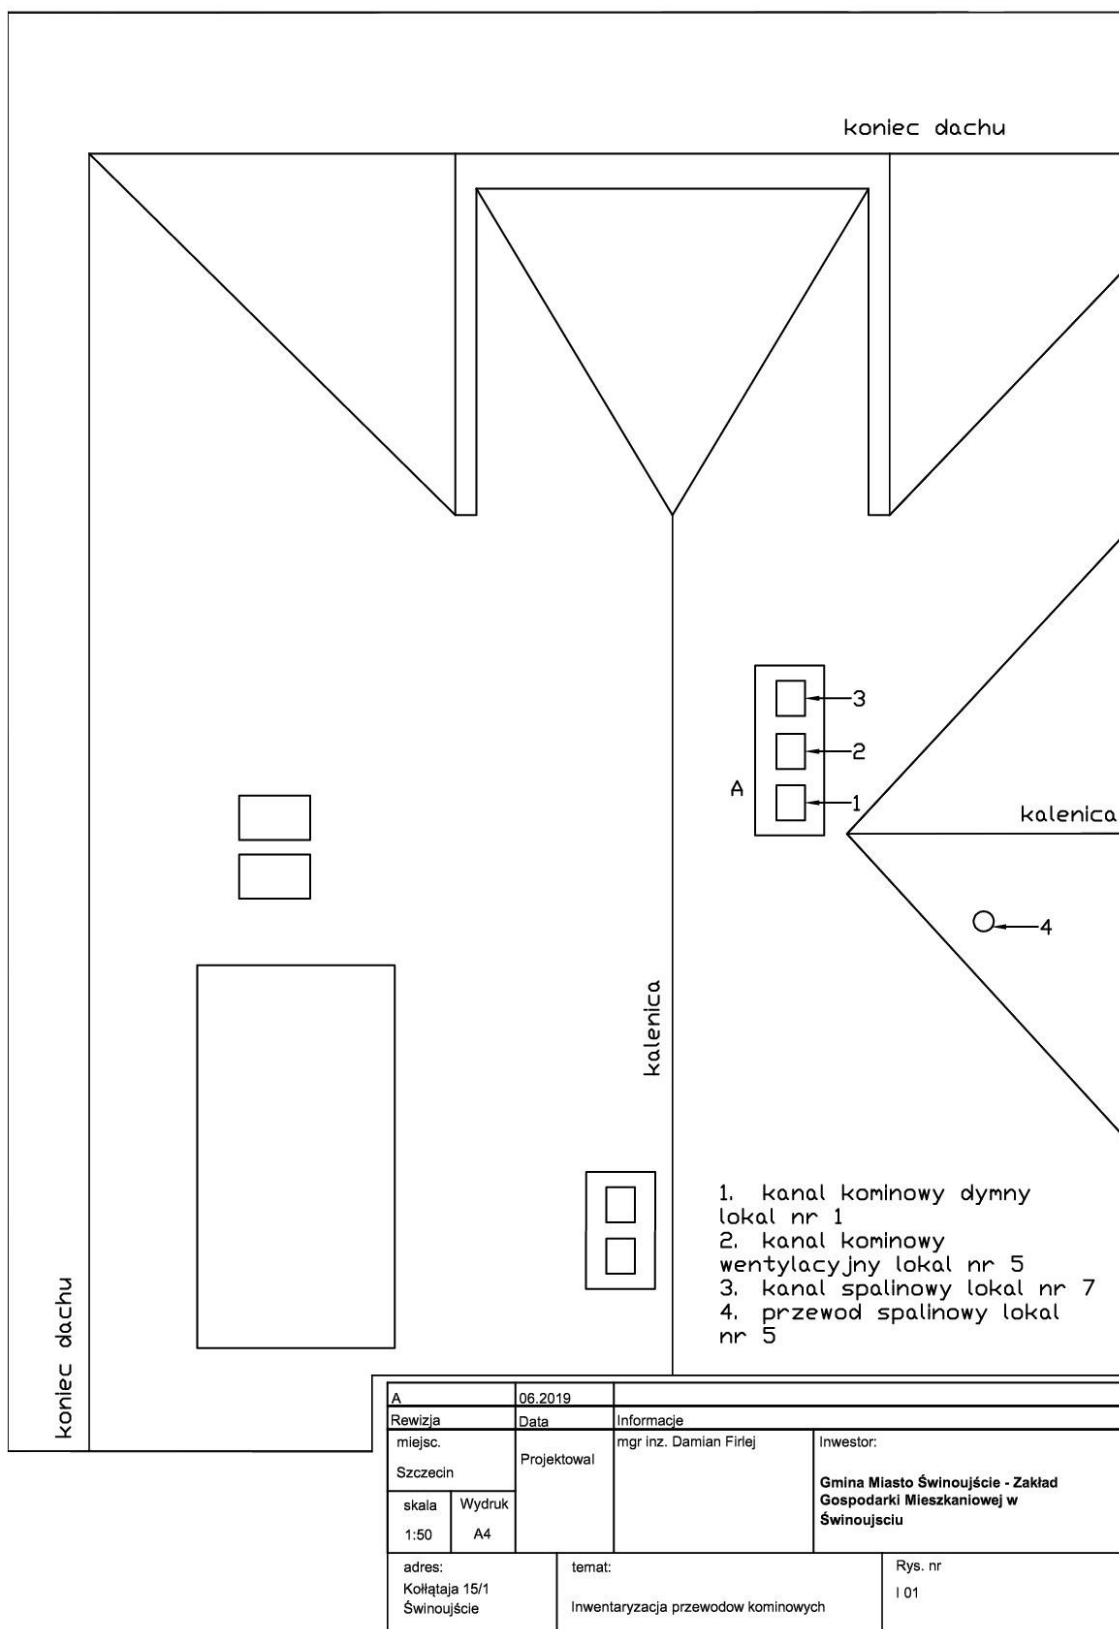 koniec dachu
3
2
A
1
kalenica
4
kalenica
1. kanal kominowy dymny
lokal nr 1
2. kanal kominowy
wentylacyjny lokal nr 5
3. kanal spalinowy lokal nr 7
4. przewod spalinowy lokal
nr 5
koniec dachu
A 06.2019
Rewizja Data Informacje
miejsc. Projektowal mgr inz. Damian Firlej Inwestor:
Szczecin
Gmina Miasto Świnoujście - Zakład
Gospodarki Mieszkaniowej w
Świnoujsciu
skala Wydruk
1:50 A4
adres: temat: Rys. nr
Kołłątaja 15/1 I 01
Świnoujście Inwentaryzacja przewodow kominowych